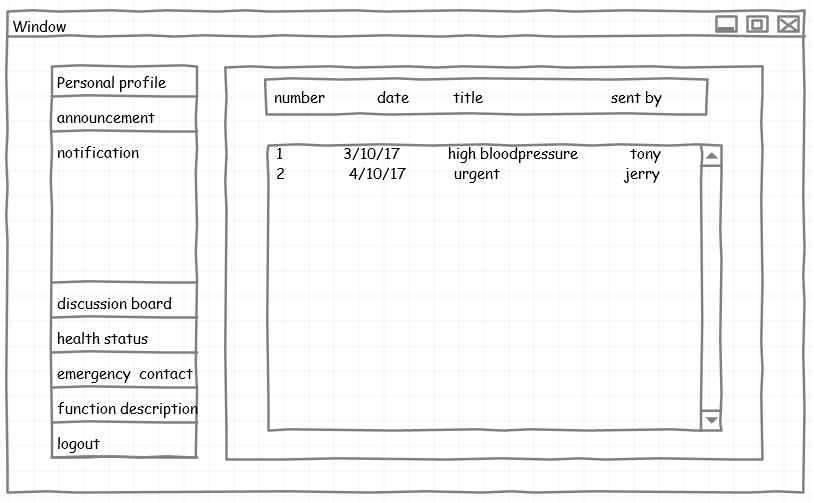 Window
Personal profile
announcement
notification
discussion board
health status
emergency contact
function description
logout
number date title sent by
1 3/10/17 high bloodpressure tony
2 4/10/17 urgent jerry